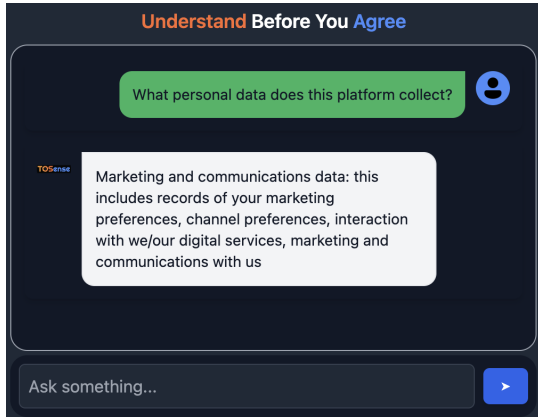 Understand Before You Agree
What personal data does this platform collect?
TOSense
Marketing and communications data: this
includes records of your marketing
preferences, channel preferences, interaction
with we/our digital services, marketing and
communications with us
Ask something...